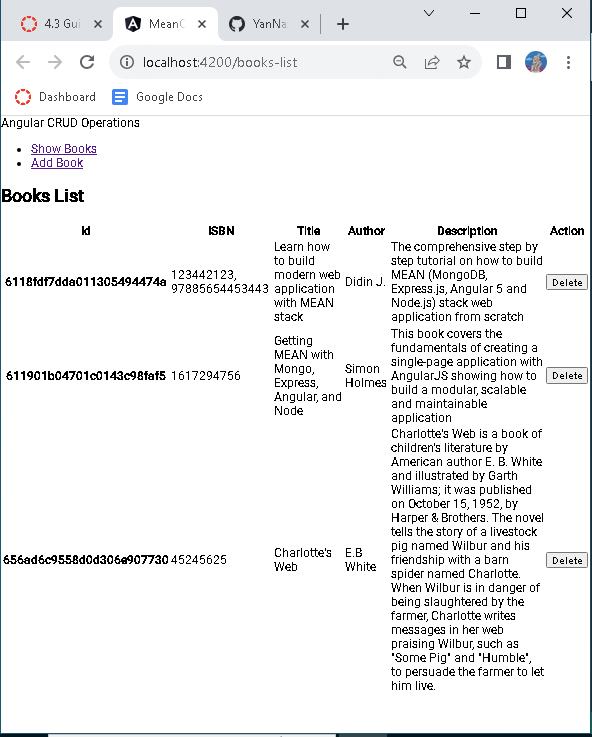 4.3 Gui
MeanC
YanNa
localhost:4200/books-list
Dashboard
Google Docs
Angular CRUD Operations
Show Books
Add Book
Books List
Id ISBN Title Author Description Action
6118fdf7dda011305494474a
123442123,
97885654453443
Learn how
to build
modern web
application
with MEAN
stack
Didin J.
The comprehensive step by
step tutorial on how to build
MEAN (MongoDB,
Express.js, Angular 5 and
Node.js) stack web
application from scratch
Delete
611901b04701c0143c98faf5
1617294756
Getting
MEAN with
Mongo,
Express,
Angular, and
Node
Simon
Holmes
This book covers the
fundamentals of creating a
single-page application with
AngularJS showing how to
build a modular, scalable
and maintainable
application
Delete
656ad6c9558d0d306e907730
45245625
Charlotte's
Web
E.B
White
Charlotte's Web is a book of
children's literature by
American author E. B. White
and illustrated by Garth
Williams; it was published
on October 15, 1952, by
Harper & Brothers. The novel
tells the story of a livestock
pig named Wilbur and his
friendship with a barn
spider named Charlotte.
When Wilbur is in danger of
being slaughtered by the
farmer, Charlotte writes
messages in her web
praising Wilbur, such as
"Some Pig" and "Humble",
to persuade the farmer to let
him live.
Delete